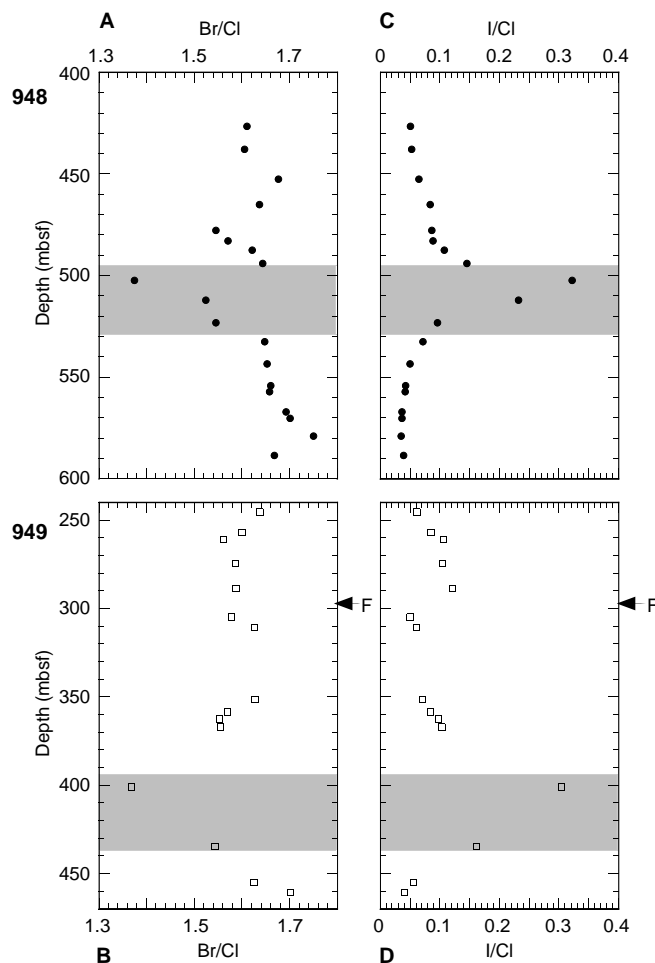 A
Br/Cl
1.3 1.5 1.7
C
I/Cl
0 0.1 0.2 0.3 0.4
948
400
450
500
550
600
Depth (mbsf)
949
250
300
350
400
450
Depth (mbsf)
F
F
1.3 1.5 1.7
Br/Cl
B
0 0.1 0.2 0.3 0.4
I/Cl
D